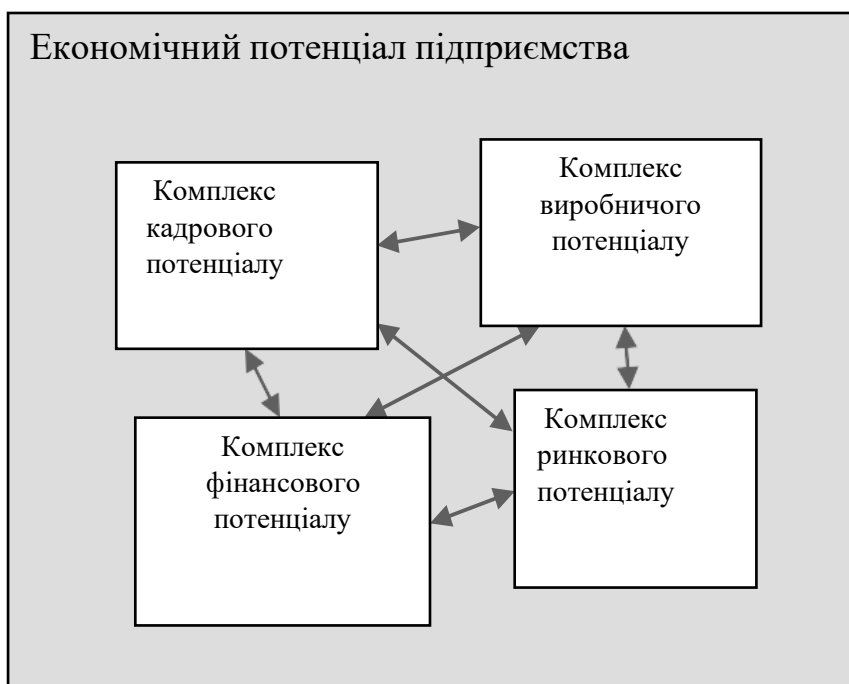 Економічний потенціал підприємства
Комплекс
кадрового
потенціалу
Комплекс
виробничого
потенціалу
Комплекс
фінансового
потенціалу
Комплекс
ринкового
потенціалу